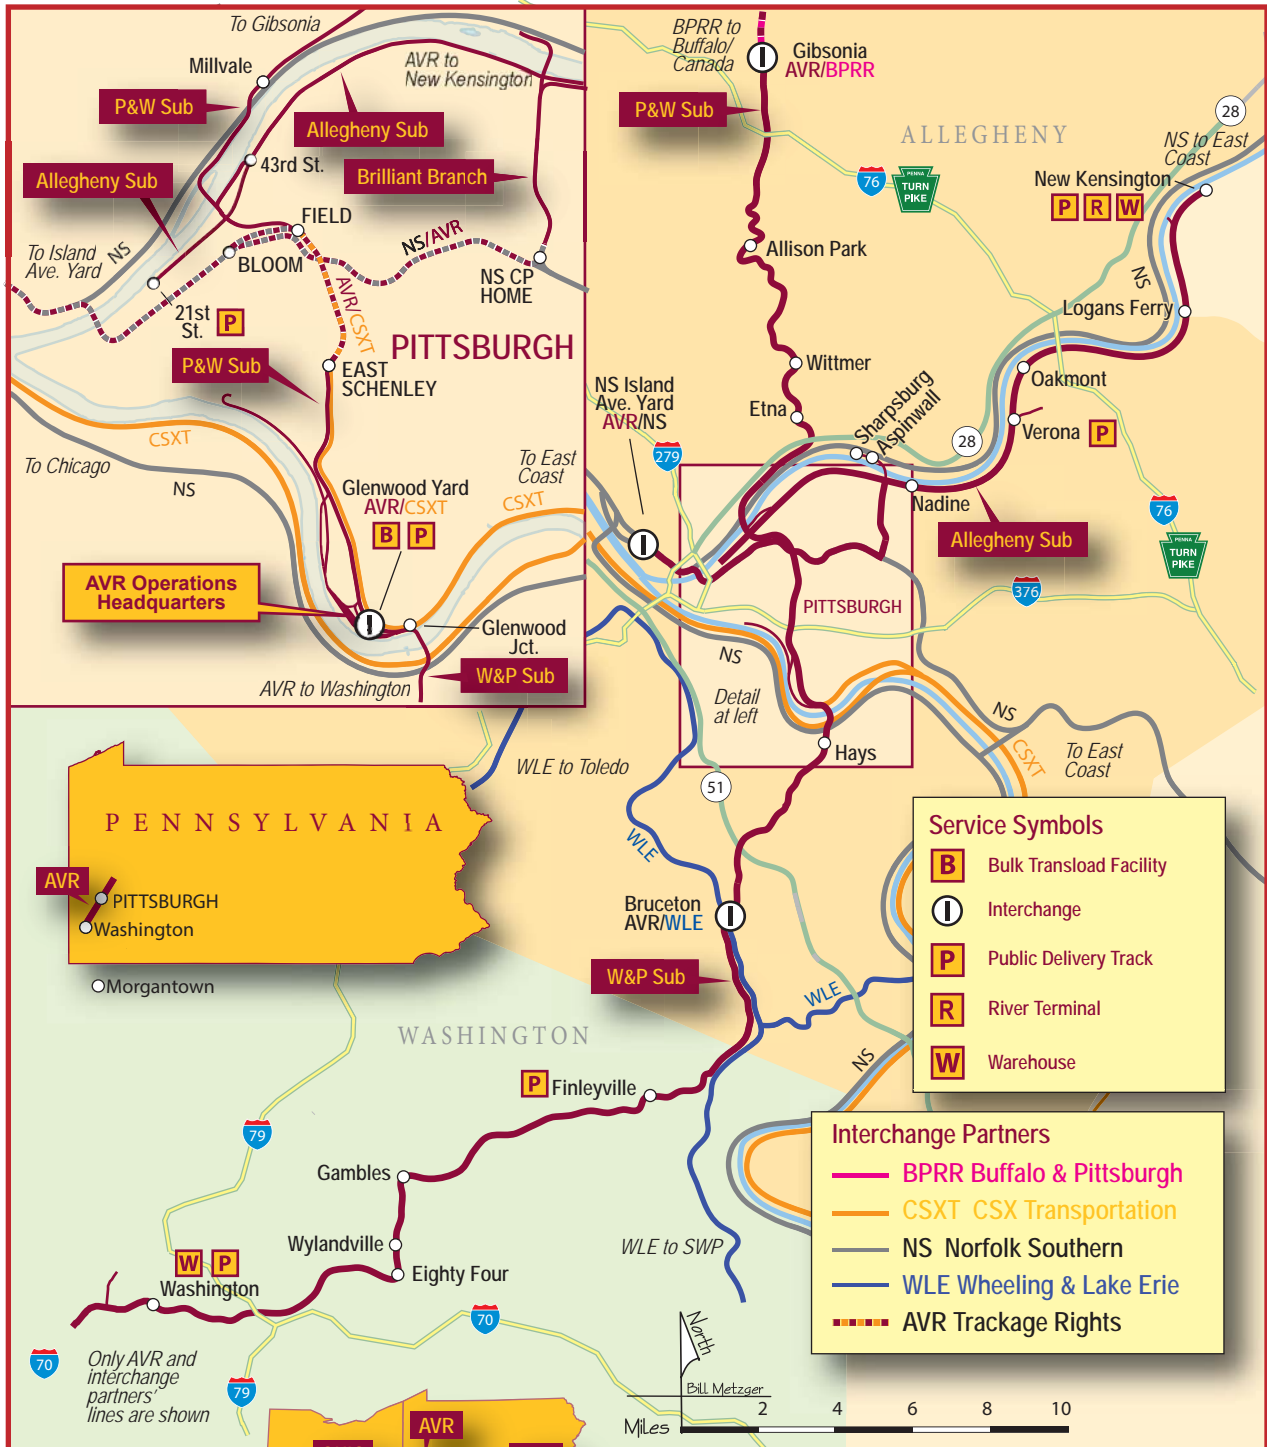 To Gibsonia
Millvale
AVR to
New Kensington
P&W Sub
Allegheny Sub
43rd St.
Allegheny Sub
Brilliant Branch
FIELD
To Island
Ave. Yard
NS
BLOOM
NS/AVR
NS CP
HOME
21st
St.
P
AVR/CSXT
PITTSBURGH
P&W Sub
EAST
SCHENLEY
CSXT
To Chicago
NS
To East
Coast
Glenwood Yard
AVR/CSXT
B P
CSXT
AVR Operations
Headquarters
I
Glenwood
Jct.
W&P Sub
AVR to Washington
BPRR to
Buffalo/
Canada
I
Gibsonia
AVR/BPRR
P&W Sub
ALLEGHENY
28
NS to East
Coast
76
PENNA
TURN
PIKE
New Kensington
P R W
Allison Park
NS
Logans Ferry
Wittmer
Oakmont
NS Island
Ave. Yard
AVR/NS
Etna
Sharpsburg
Aspinwall
28
Verona
P
279
Nadine
76
Allegheny Sub
PENNA
TURN
PIKE
I
376
PITTSBURGH
NS
Detail
at left
NS
CSXT
To East
Coast
Hays
WLE to Toledo
51
WLE
PENNSYLVANIA
AVR
PITTSBURGH
Washington
Morgantown
Bruceton
AVR/WLE
I
W&P Sub
WLE
NS
WASHINGTON
P
Finleyville
79
Gambles
Wylandville
Eighty Four
W P
Washington
WLE to SWP
70
70
79
Only AVR and
interchange
partners'
lines are shown
AVR
Service Symbols
B Bulk Transload Facility
I Interchange
P Public Delivery Track
R River Terminal
W Warehouse
Interchange Partners
BPRR Buffalo & Pittsburgh
CSXT CSX Transportation
NS Norfolk Southern
WLE Wheeling & Lake Erie
AVR Trackage Rights
North
Bill Metzger
Miles 2 4 6 8 10